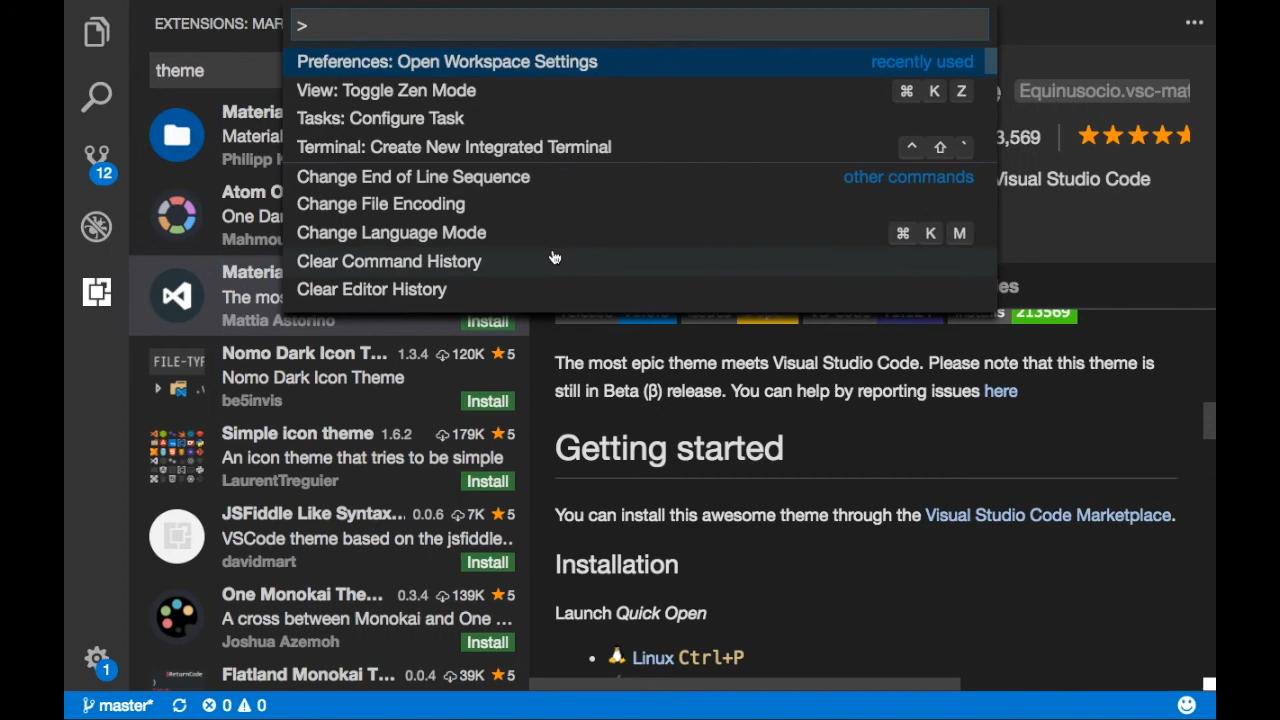 EXTENSIONS: MAR
>
Preferences: Open Workspace Settings recently used
View: Toggle Zen Mode ⌘ K Z
Tasks: Configure Task
Terminal: Create New Integrated Terminal ^ ⇧ `
Change End of Line Sequence other commands
Change File Encoding
Change Language Mode ⌘ K M
Clear Command History
Clear Editor History
theme
Materia
Material
Philipp K
Atom O
One Dar
Mahmou
Materia
The mos
Mattia Astorino Install
FILE-TYP
Nomo Dark Icon T... 1.3.4 120K ★5
Nomo Dark Icon Theme
be5invis Install
Simple icon theme 1.6.2 179K ★5
An icon theme that tries to be simple
LaurentTreguier Install
JSFiddle Like Syntax... 0.0.6 7K ★5
VSCode theme based on the jsfiddle..
davidmart Install
One Monokai The... 0.3.4 139K ★5
A cross between Monokai and One ...
Joshua Azemoh Install
Flatland Monokai T... 0.0.4 39K ★5
12
1
e Equinusocio.vsc-mat
3,569
Visual Studio Code
es
s 213569
The most epic theme meets Visual Studio Code. Please note that this theme is
still in Beta (β) release. You can help by reporting issues here
Getting started
You can install this awesome theme through the Visual Studio Code Marketplace.
Installation
Launch Quick Open
• Linux Ctrl+P
master* 0 0